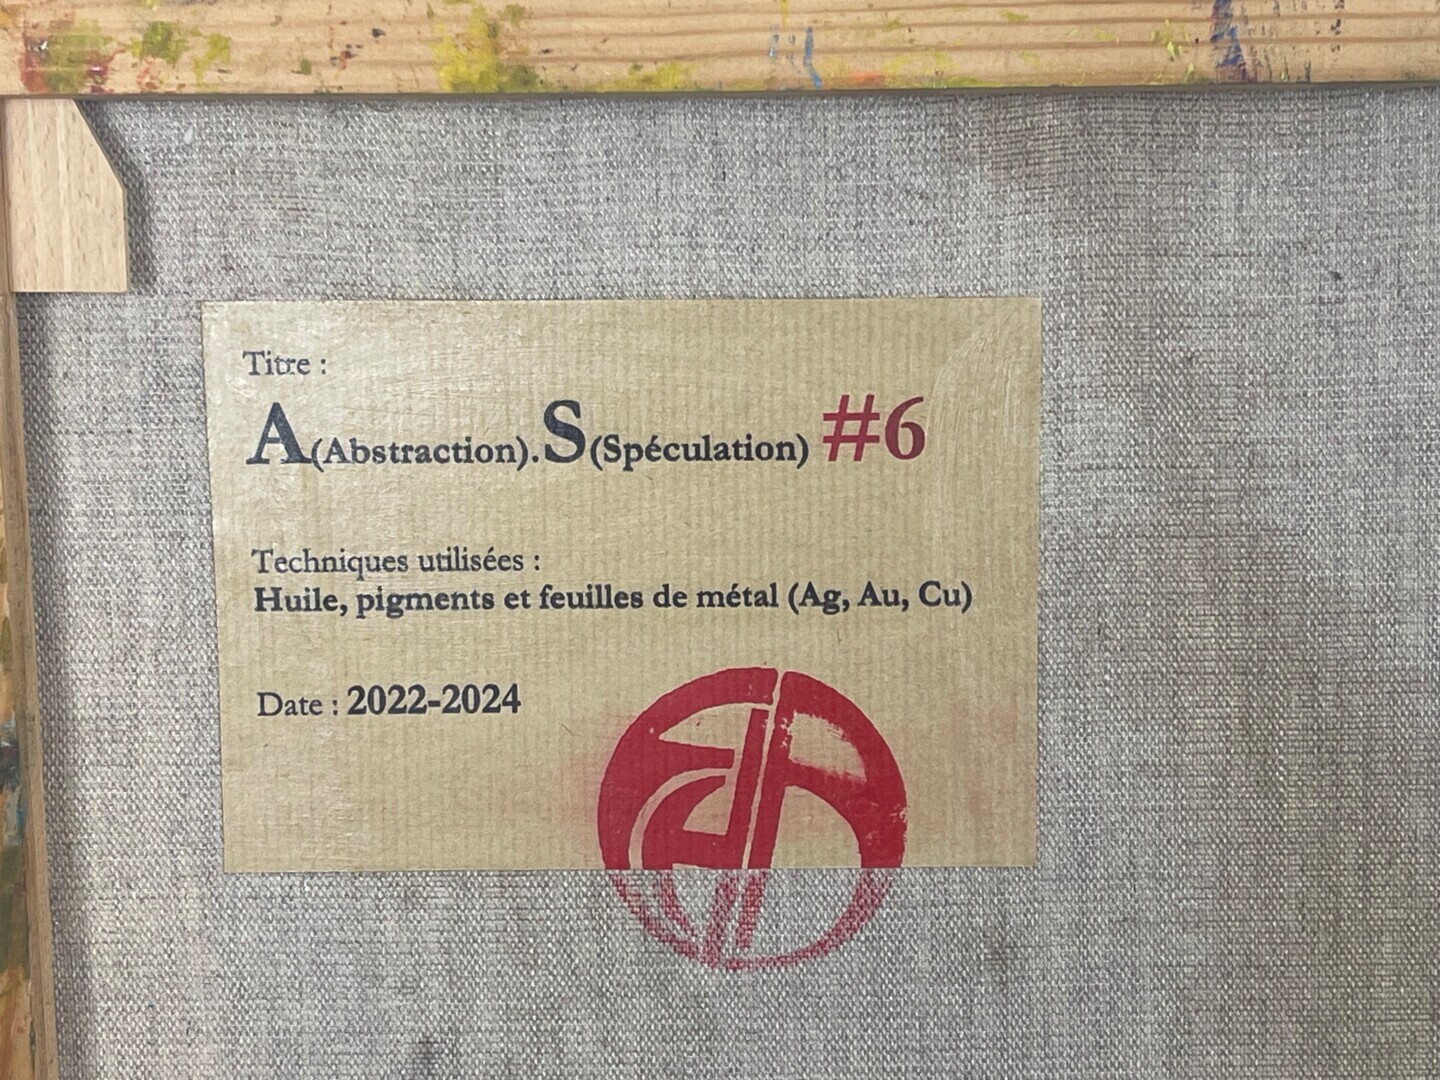 Titre :
A(Abstraction).S(Spéculation) #6
Techniques utilisées :
Huile, pigments et feuilles de métal (Ag, Au, Cu)
Date : 2022-2024